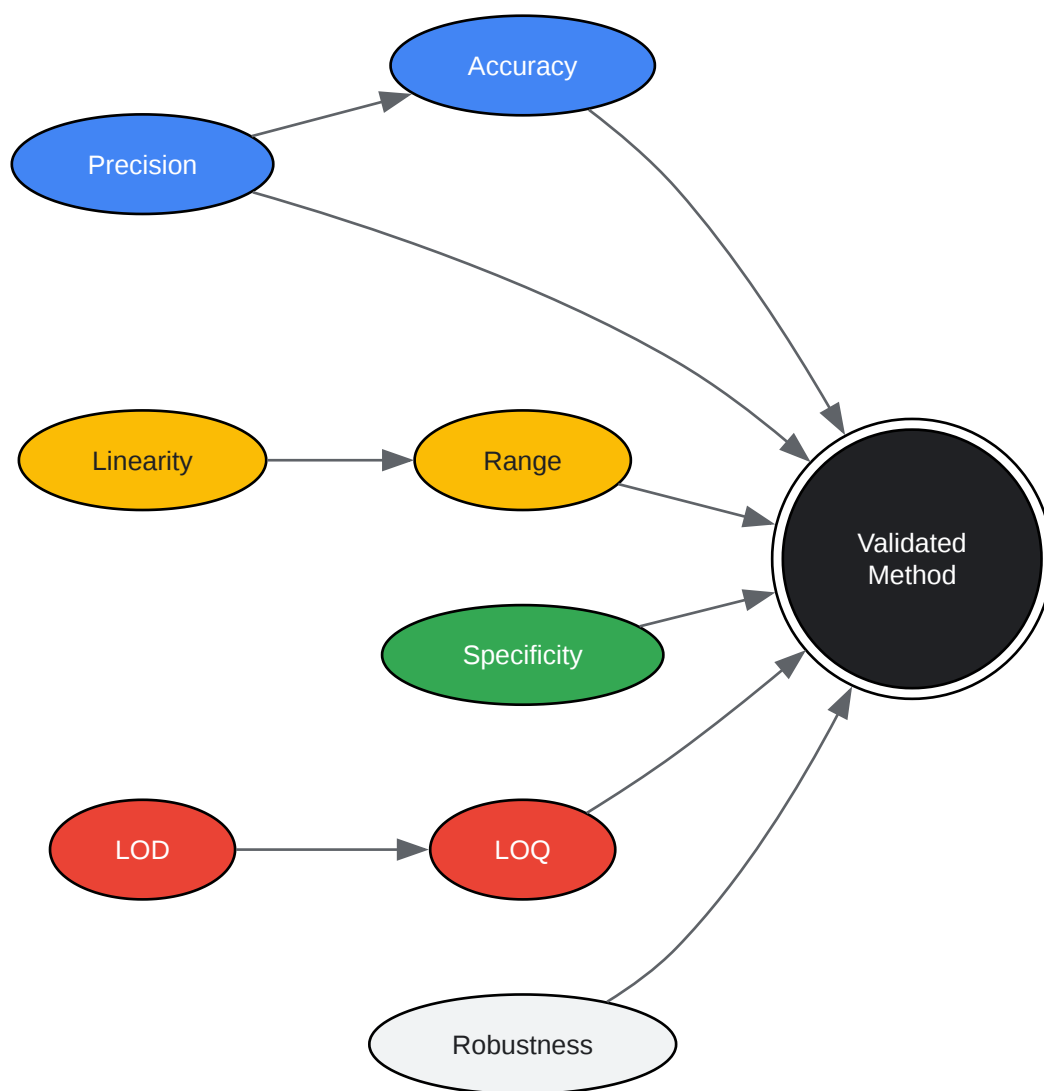 Accuracy
Precision
Linearity
Range
Validated
Method
Specificity
LOD
LOQ
Robustness